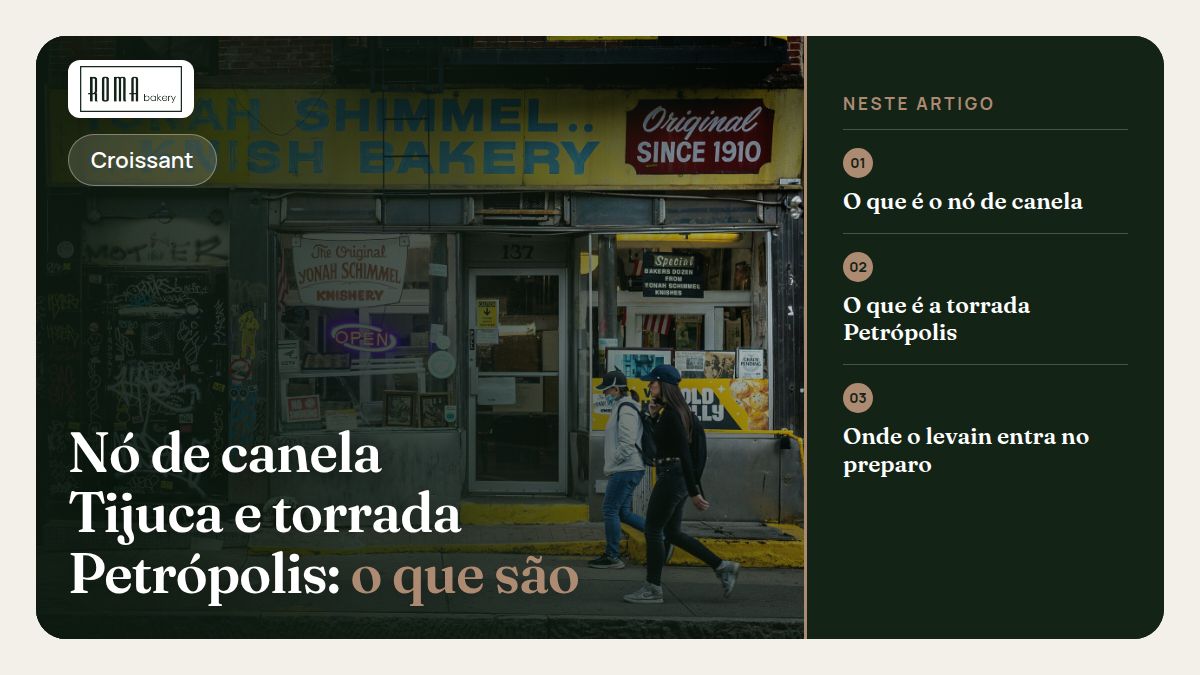 ROMA bakery
Croissant
YONAH SHIMMEL..
KNISH BAKERY
Original
SINCE 1910
MOTHER
The Original
YONAH SCHIMMEL
KNISHERY
137
Special
BAKERS DOZEN
FROM
YONAH SCHIMMEL
KNISHES
OPEN
Nó de canela
Tijuca e torrada
Petrópolis: o que são
NESTE ARTIGO
01
O que é o nó de canela
02
O que é a torrada
Petrópolis
03
Onde o levain entra no
preparo